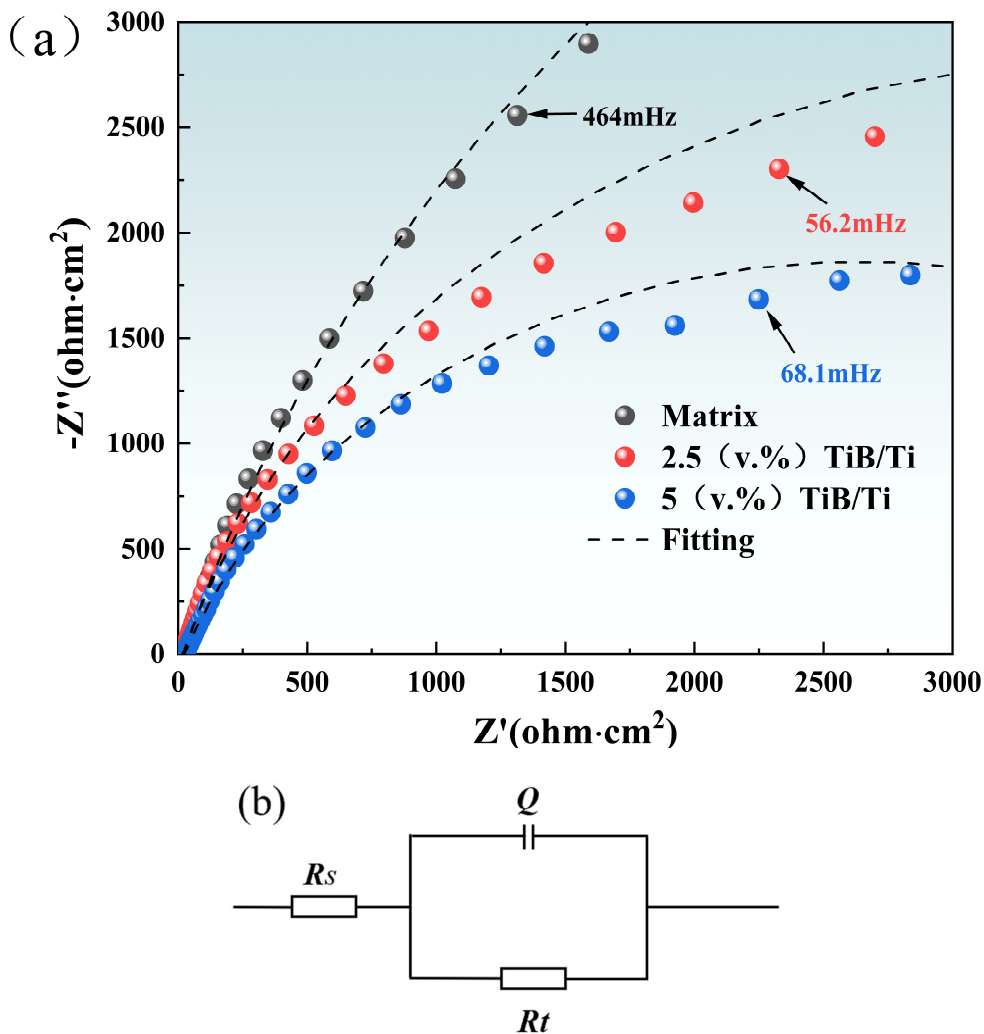 （a）
3000
2500
2000
1500
1000
500
0
-Z''(ohm·cm²)
464mHz
56.2mHz
68.1mHz
Matrix
2.5（v.%）TiB/Ti
5（v.%）TiB/Ti
Fitting
0 500 1000 1500 2000 2500 3000
Z'(ohm·cm²)
(b)
Q
Rs
Rt